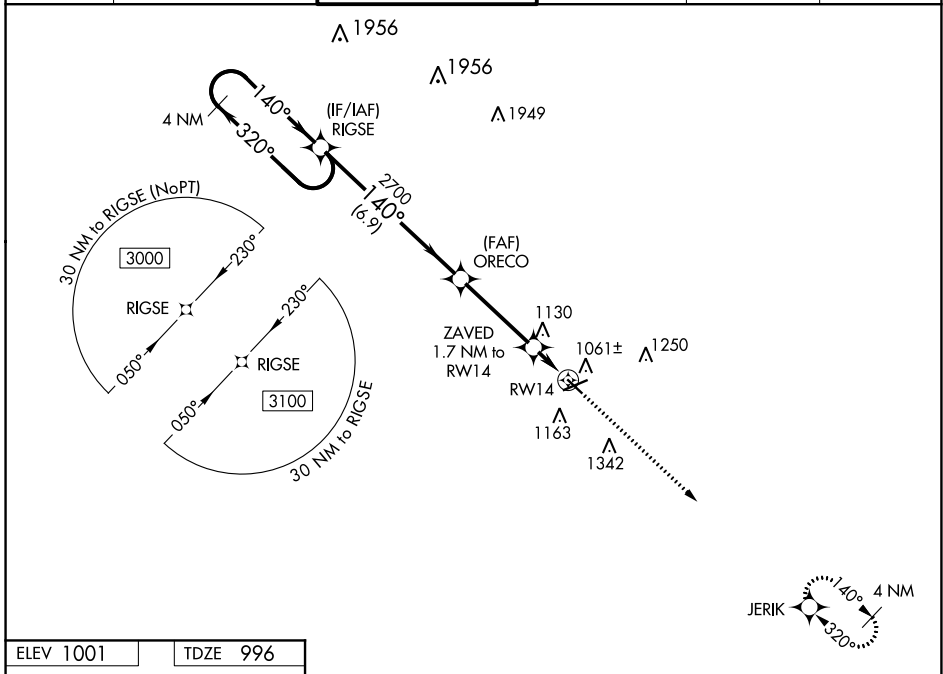 1956
1956
1949
140°
4 NM
320°
(IF/IAF)
RIGSE
2700
140°
(6.9)
30 NM to RIGSE (NoPT)
3000
230°
RIGSE
050°
230°
RIGSE
050°
3100
30 NM to RIGSE
(FAF)
ORECO
1130
ZAVED
1.7 NM to
RW14
1061±
1250
RW14
1163
1342
140°
4 NM
JERIK
320°
ELEV 1001
TDZE 996